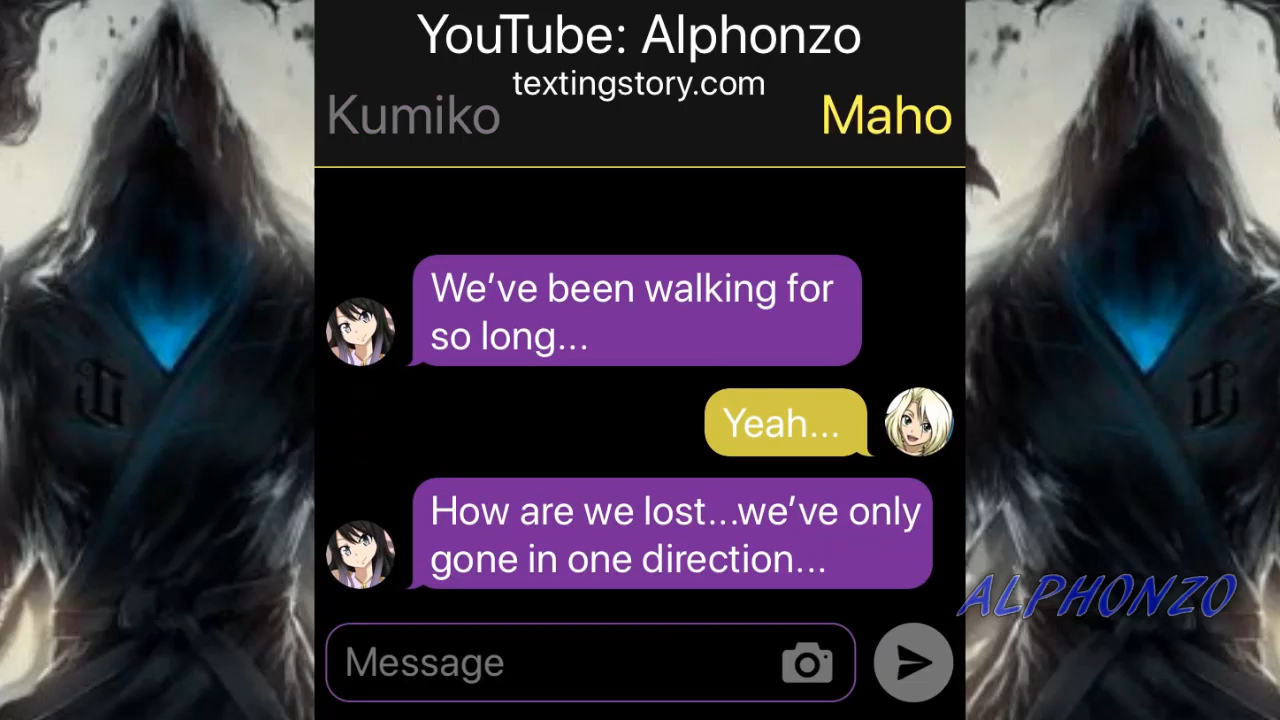 YouTube: Alphonzo
textingstory.com
Kumiko
Maho
We’ve been walking for
so long...
Yeah...
How are we lost...we’ve only
gone in one direction...
Message
ALPHONZO